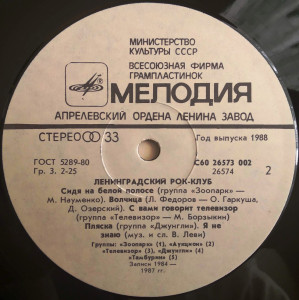 МИНИСТЕРСТВО
КУЛЬТУРЫ СССР
ВСЕСОЮЗНАЯ ФИРМА
ГРАМПЛАСТИНОК
МЕЛОДИЯ
АПРЕЛЕВСКИЙ ОРДЕНА ЛЕНИНА ЗАВОД
СТЕРЕО 33
Год выпуска 1988
ГОСТ 5289-80
С60 26573 002
Гр. 3. 2-25
26574
2
ЛЕНИНГРАДСКИЙ РОК-КЛУБ
Сидя на белой полосе (группа «Зоопарк» —
М. Науменко). Волчица (Л. Федоров — О. Гаркуша,
Д. Озерский). С вами говорит телевизор
(группа «Телевизор» — М. Борзыкин)
Пляска (группа «Джунгли»). Я не
знаю (муз. и сл. В. Леви)
Группы: «Зоопарк» (1), «Аукцион» (2)
«Телевизор» (3), «Джунгли» (4)
«Тамбурин» (5)
Записи 1984 —
1987 гг.